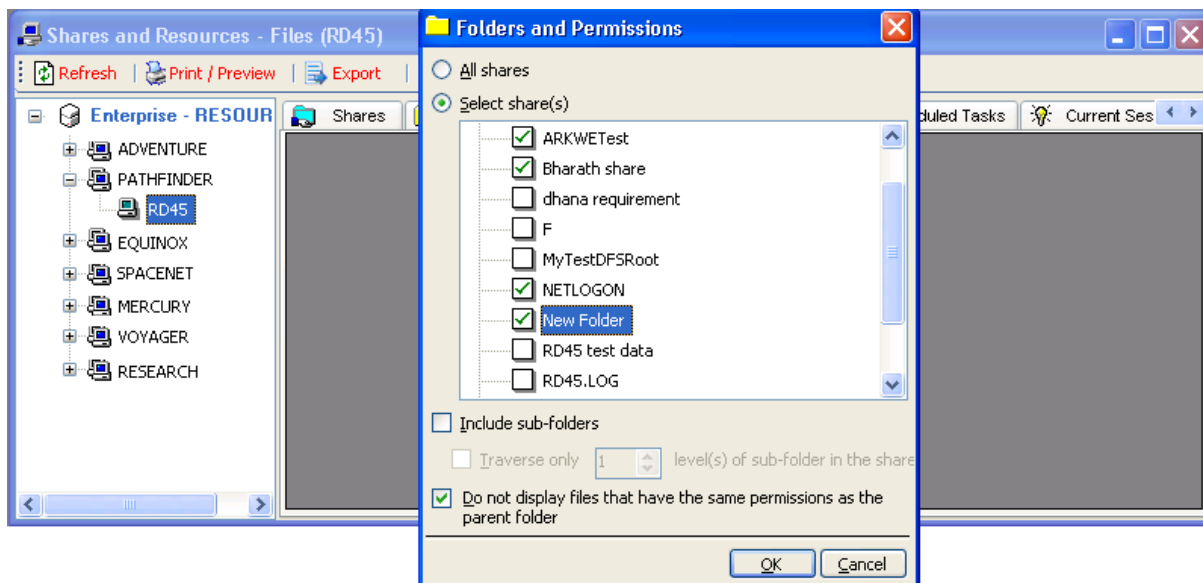 Shares and Resources - Files (RD45)
Refresh
Print / Preview
Export
Enterprise - RESOUR
ADVENTURE
PATHFINDER
RD45
EQUINOX
SPACENET
MERCURY
VOYAGER
RESEARCH
Shares
duled Tasks
Current Ses
Folders and Permissions
All shares
Select share(s)
ARKWETest
Bharath share
dhana requirement
F
MyTestDFSRoot
NETLOGON
New Folder
RD45 test data
RD45.LOG
Include sub-folders
Traverse only 1 level(s) of sub-folder in the share
Do not display files that have the same permissions as the
parent folder
OK
Cancel